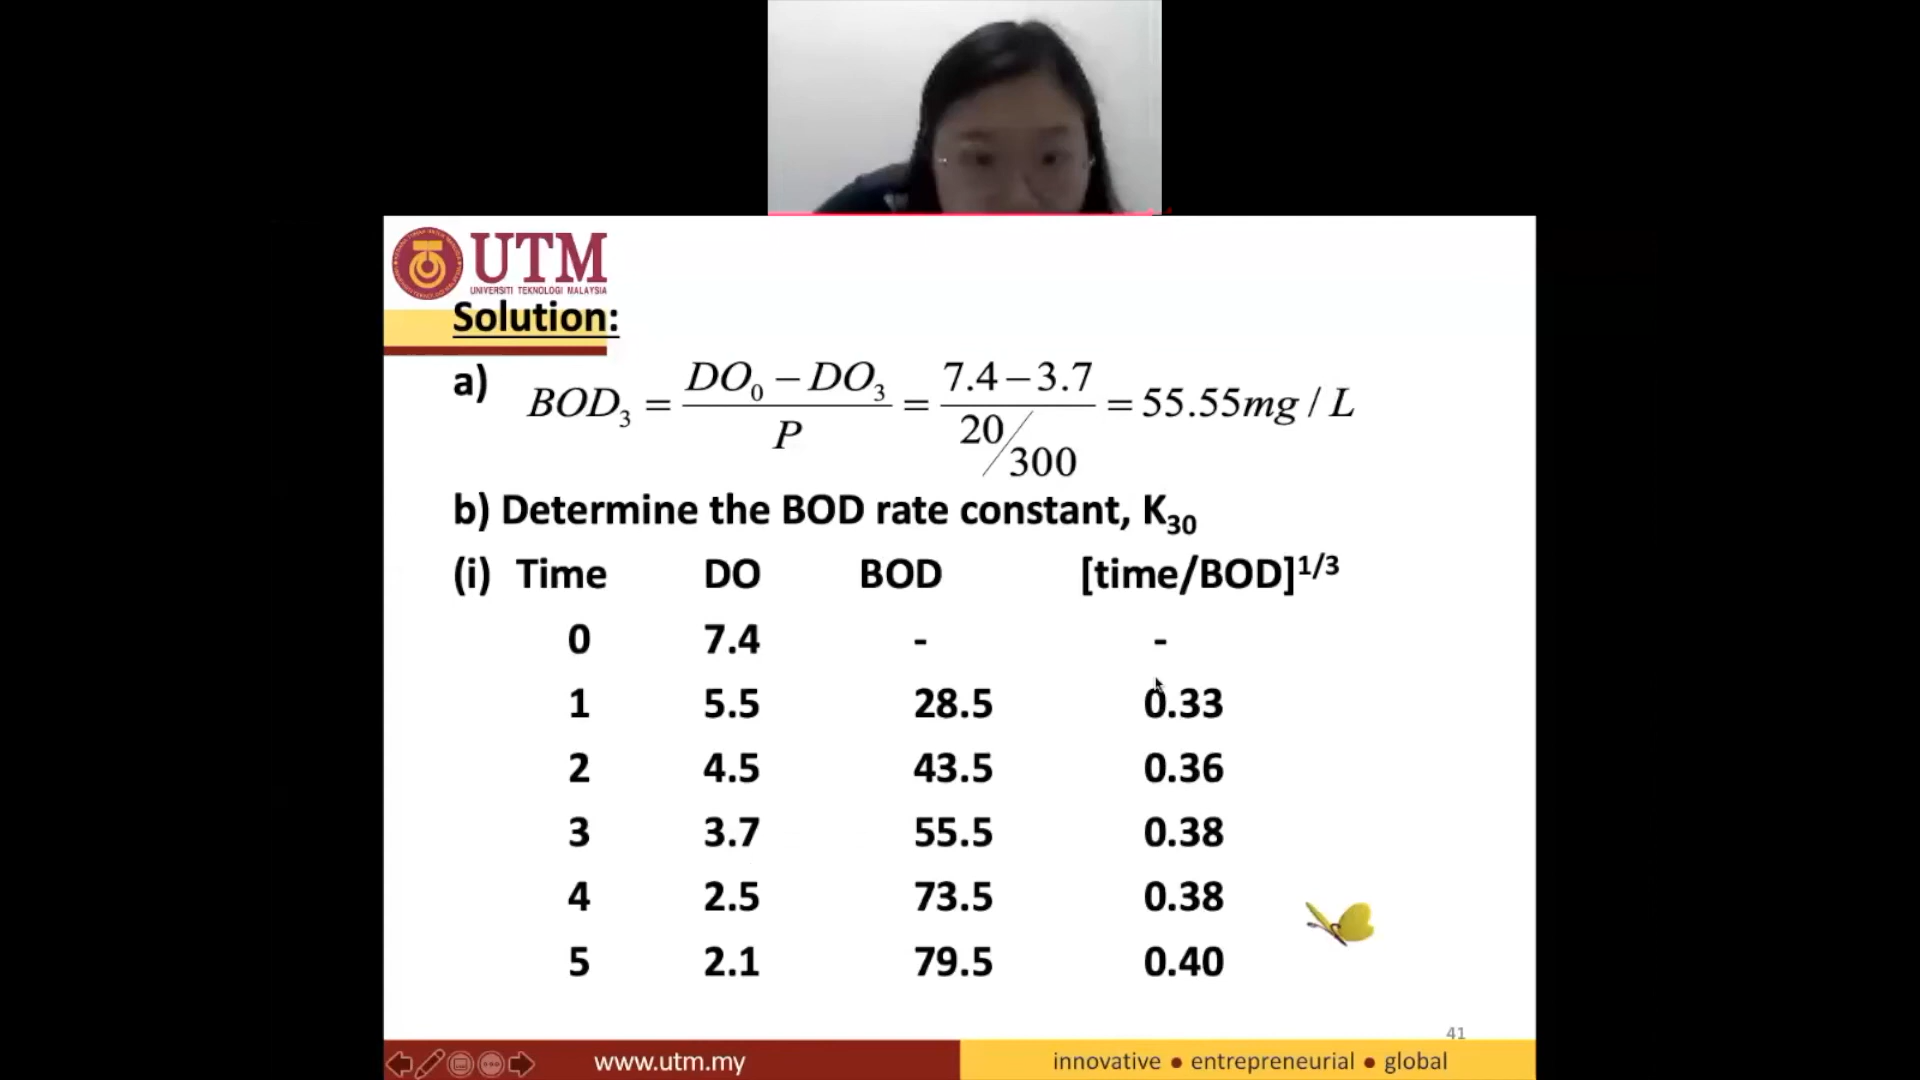 UTM
UNIVERSITI TEKNOLOGI MALAYSIA
Solution:
a) BOD₃ = (DO₀ − DO₃) / P = (7.4 − 3.7) / (20/300) = 55.55mg / L
b) Determine the BOD rate constant, K₃₀
(i) Time DO BOD [time/BOD]¹/³
0 7.4 - -
1 5.5 28.5 0.33
2 4.5 43.5 0.36
3 3.7 55.5 0.38
4 2.5 73.5 0.38
5 2.1 79.5 0.40
41
www.utm.my innovative ● entrepreneurial ● global